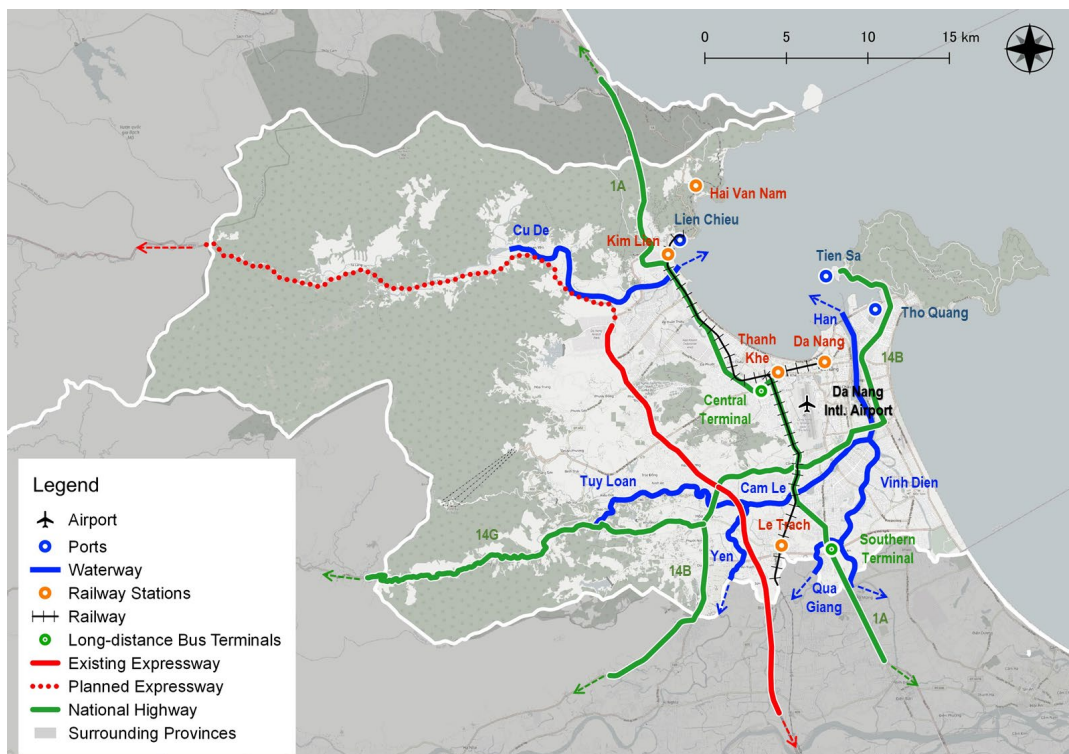 0 5 10 15 km
1A
Hai Van Nam
Lien Chieu
Kim Lien
Cu De
Tien Sa
Tho Quang
Han
Thanh
Khe
Da Nang
14B
Central
Terminal
Da Nang
Intl. Airport
Tuy Loan
Cam Le
Vinh Dien
Le Trach
Southern
Terminal
14G
14B
Yen
Qua
Giang
1A
Legend
Airport
Ports
Waterway
Railway Stations
Railway
Long-distance Bus Terminals
Existing Expressway
Planned Expressway
National Highway
Surrounding Provinces